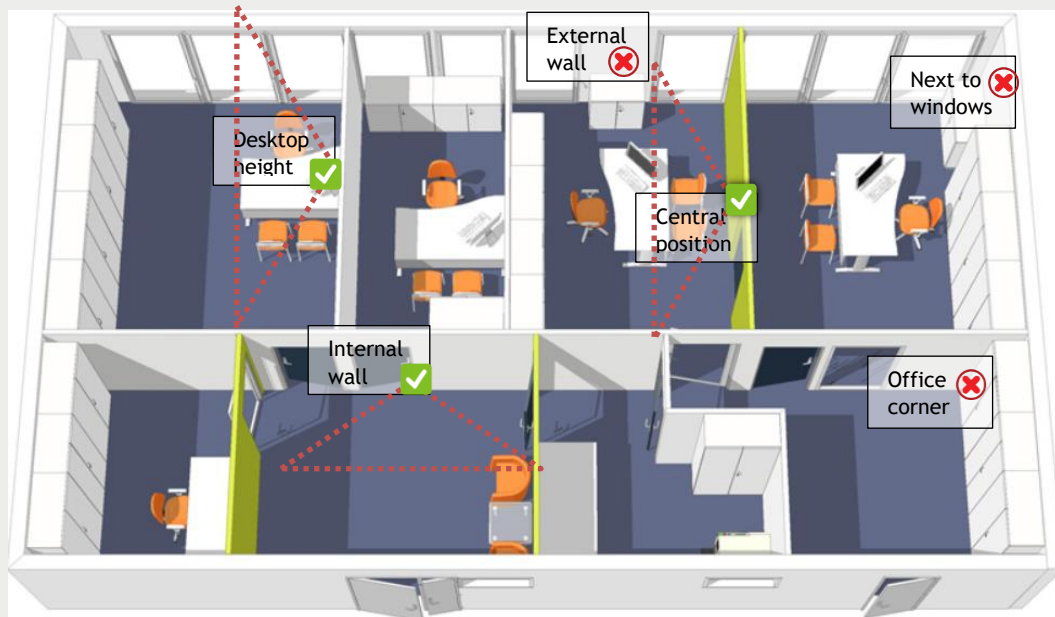 External
wall
Next to
windows
Desktop
height
Central
position
Internal
wall
Office
corner